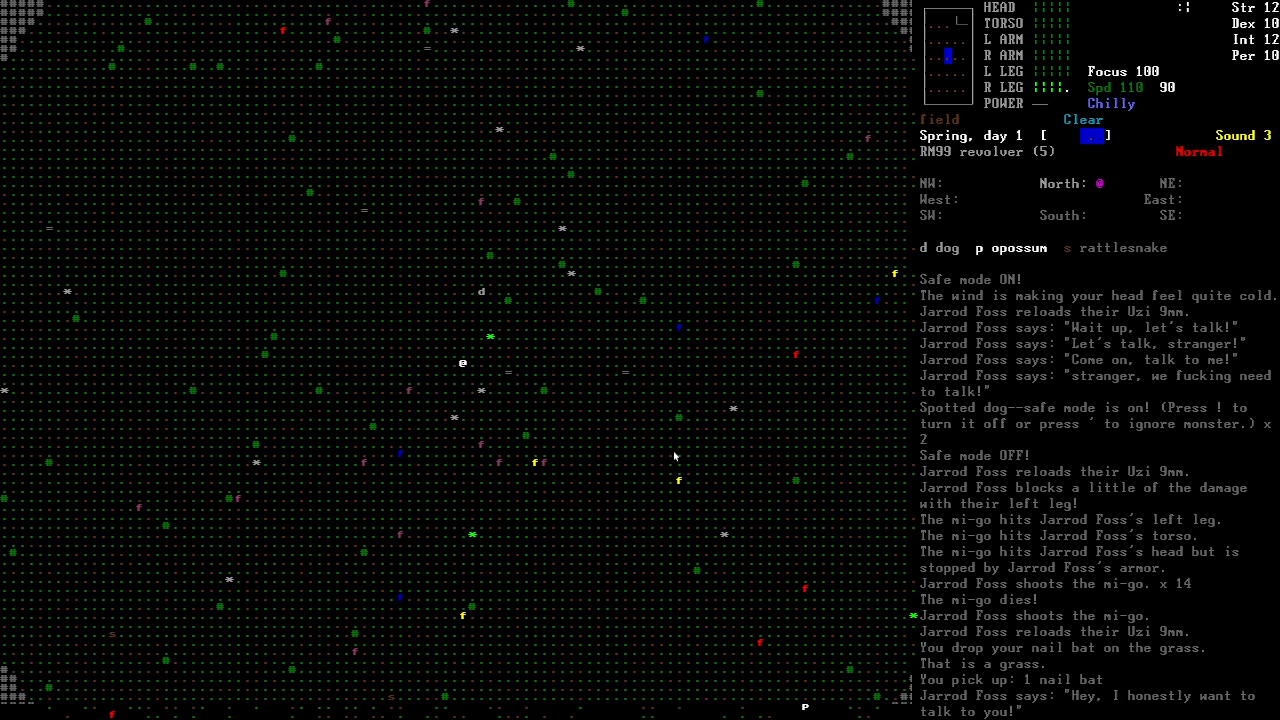 HEAD ¦¦¦¦¦ :¦ Str 12
TORSO ¦¦¦¦¦ Dex 10
L ARM ¦¦¦¦¦ Int 12
R ARM ¦¦¦¦¦ Per 10
L LEG ¦¦¦¦¦ Focus 100
R LEG ¦¦¦¦. Spd 110 90
POWER -- Chilly
field Clear
Spring, day 1 [ . ] Sound 3
RM99 revolver (5) Normal
NW: North: @ NE:
West: East:
SW: South: SE:
d dog p opossum s rattlesnake
Safe mode ON!
The wind is making your head feel quite cold.
Jarrod Foss reloads their Uzi 9mm.
Jarrod Foss says: "Wait up, let's talk!"
Jarrod Foss says: "Let's talk, stranger!"
Jarrod Foss says: "Come on, talk to me!"
Jarrod Foss says: "stranger, we fucking need
to talk!"
Spotted dog--safe mode is on! (Press ! to
turn it off or press ' to ignore monster.) x
2
Safe mode OFF!
Jarrod Foss reloads their Uzi 9mm.
Jarrod Foss blocks a little of the damage
with their left leg!
The mi-go hits Jarrod Foss's left leg.
The mi-go hits Jarrod Foss's torso.
The mi-go hits Jarrod Foss's head but is
stopped by Jarrod Foss's armor.
Jarrod Foss shoots the mi-go. x 14
The mi-go dies!
Jarrod Foss shoots the mi-go.
Jarrod Foss reloads their Uzi 9mm.
You drop your nail bat on the grass.
That is a grass.
You pick up: 1 nail bat
Jarrod Foss says: "Hey, I honestly want to
talk to you!"